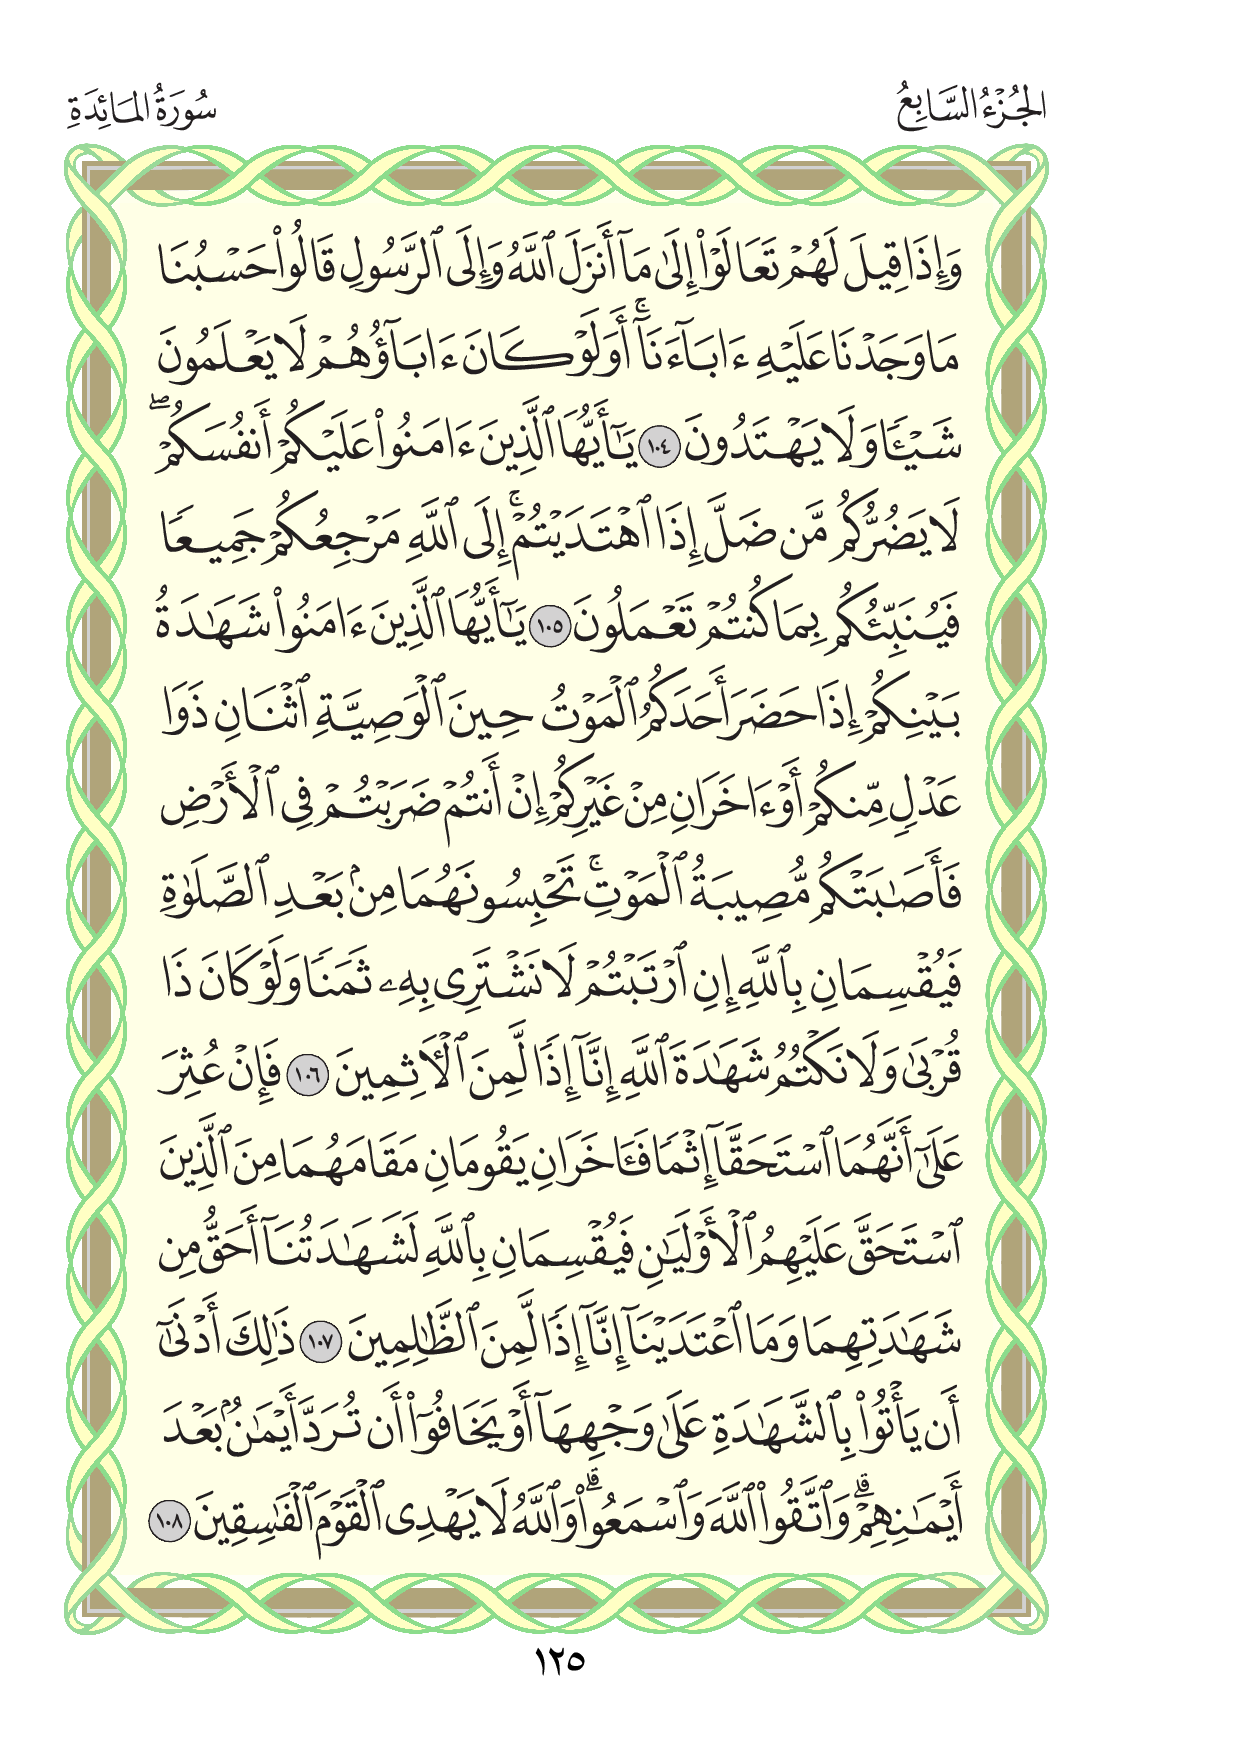 الجُزْءُ السَّابِعُ
سُورَةُ المَائِدَةِ
وَإِذَا قِيلَ لَهُمْ تَعَالَوْا۟ إِلَىٰ مَآ أَنزَلَ ٱللَّهُ وَإِلَى ٱلرَّسُولِ قَالُوا۟ حَسْبُنَا
مَا وَجَدْنَا عَلَيْهِ ءَابَآءَنَآ ۚ أَوَلَوْ كَانَ ءَابَآؤُهُمْ لَا يَعْلَمُونَ
شَيْـًٔا وَلَا يَهْتَدُونَ ١٠٤ يَـٰٓأَيُّهَا ٱلَّذِينَ ءَامَنُوا۟ عَلَيْكُمْ أَنفُسَكُمْ ۖ
لَا يَضُرُّكُم مَّن ضَلَّ إِذَا ٱهْتَدَيْتُمْ ۚ إِلَى ٱللَّهِ مَرْجِعُكُمْ جَمِيعًا
فَيُنَبِّئُكُم بِمَا كُنتُمْ تَعْمَلُونَ ١٠٥ يَـٰٓأَيُّهَا ٱلَّذِينَ ءَامَنُوا۟ شَهَـٰدَةُ
بَيْنِكُمْ إِذَا حَضَرَ أَحَدَكُمُ ٱلْمَوْتُ حِينَ ٱلْوَصِيَّةِ ٱثْنَانِ ذَوَا
عَدْلٍ مِّنكُمْ أَوْ ءَاخَرَانِ مِنْ غَيْرِكُمْ إِنْ أَنتُمْ ضَرَبْتُمْ فِى ٱلْأَرْضِ
فَأَصَـٰبَتْكُم مُّصِيبَةُ ٱلْمَوْتِ ۚ تَحْبِسُونَهُمَا مِنۢ بَعْدِ ٱلصَّلَوٰةِ
فَيُقْسِمَانِ بِٱللَّهِ إِنِ ٱرْتَبْتُمْ لَا نَشْتَرِى بِهِۦ ثَمَنًا وَلَوْ كَانَ ذَا
قُرْبَىٰ وَلَا نَكْتُمُ شَهَـٰدَةَ ٱللَّهِ إِنَّآ إِذًا لَّمِنَ ٱلْـَٔاثِمِينَ ١٠٦ فَإِنْ عُثِرَ
عَلَىٰٓ أَنَّهُمَا ٱسْتَحَقَّآ إِثْمًا فَـَٔاخَرَانِ يَقُومَانِ مَقَامَهُمَا مِنَ ٱلَّذِينَ
ٱسْتَحَقَّ عَلَيْهِمُ ٱلْأَوْلَيَـٰنِ فَيُقْسِمَانِ بِٱللَّهِ لَشَهَـٰدَتُنَآ أَحَقُّ مِن
شَهَـٰدَتِهِمَا وَمَا ٱعْتَدَيْنَآ إِنَّآ إِذًا لَّمِنَ ٱلظَّـٰلِمِينَ ١٠٧ ذَٰلِكَ أَدْنَىٰٓ
أَن يَأْتُوا۟ بِٱلشَّهَـٰدَةِ عَلَىٰ وَجْهِهَآ أَوْ يَخَافُوٓا۟ أَن تُرَدَّ أَيْمَـٰنٌۢ بَعْدَ
أَيْمَـٰنِهِمْ ۗ وَٱتَّقُوا۟ ٱللَّهَ وَٱسْمَعُوا۟ ۗ وَٱللَّهُ لَا يَهْدِى ٱلْقَوْمَ ٱلْفَـٰسِقِينَ ١٠٨
١٢٥